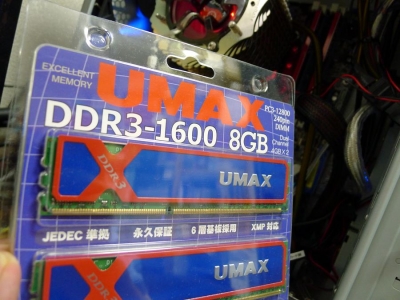 EXCELLENT
MEMORY
UMAX
PC3-12800
240pin
DIMM
DDR3-1600 8GB
Dual
Channel
4GB X 2
DDR3
UMAX
JEDEC 準拠
永久保証
6層基板採用
XMP 対応
DDR3
UMAX